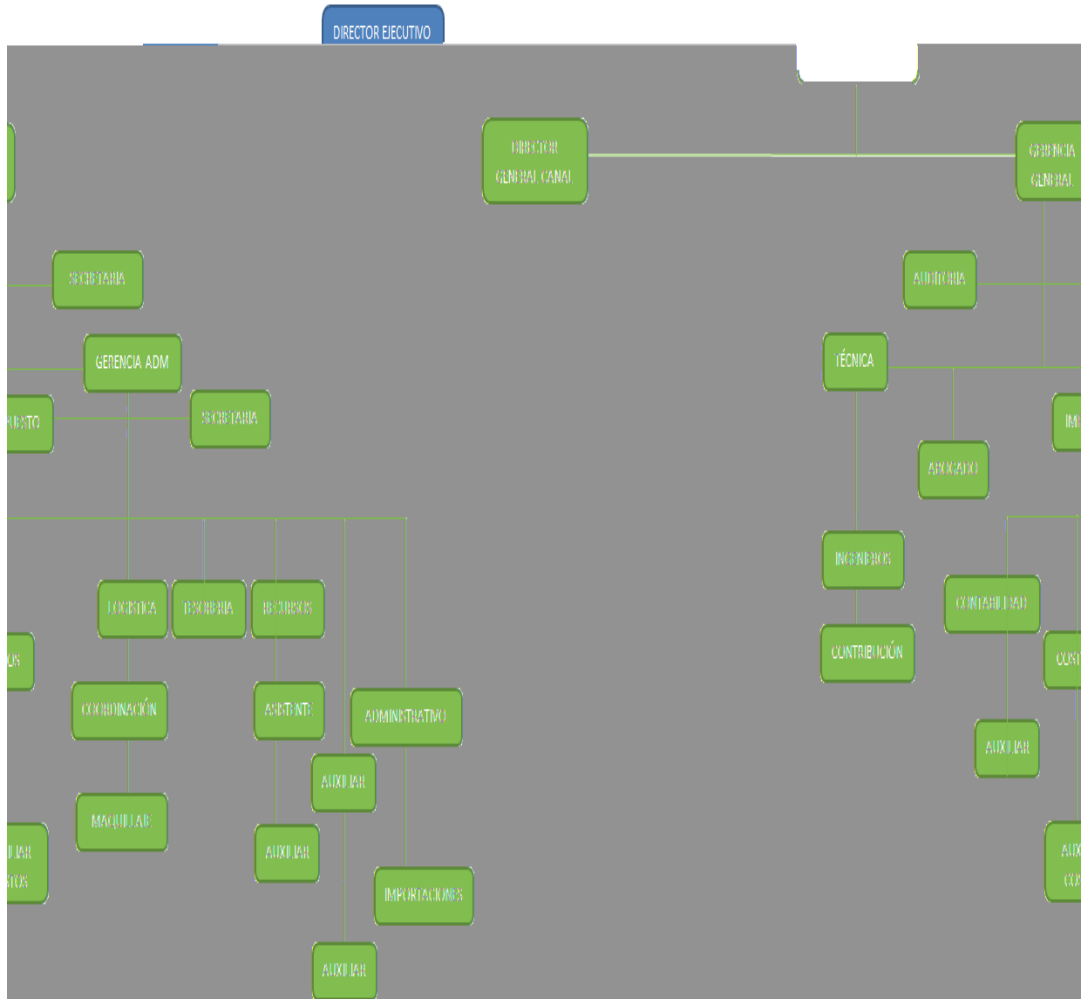 DIRECTOR EJECUTIVO
DIRECTOR
GENERAL CANAL
GERENCIA
GENERAL
SECRETARIA
AUDITORIA
GERENCIA ADM
TÉCNICA
SECRETARIA
ABOGADO
INGENIEROS
LOGISTICA
TESORERIA
RECURSOS
CONTABILIDAD
CONTRIBUCIÓN
COORDINACIÓN
ASISTENTE
ADMINISTRATIVO
AUXILIAR
AUXILIAR
MAQUILLAJE
AUXILIAR
IMPORTACIONES
AUXILIAR